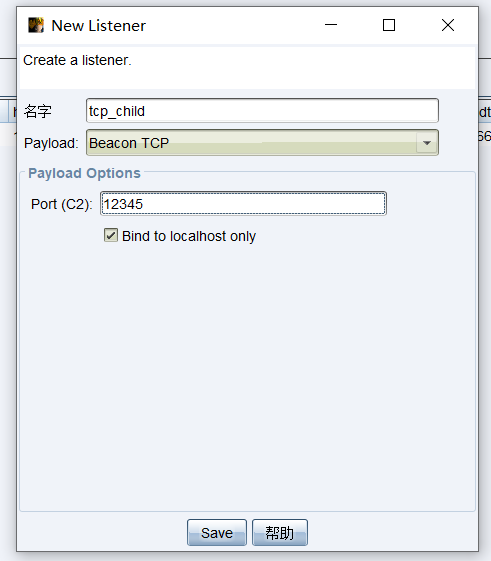 New Listener
Create a listener.
名字 tcp_child
Payload: Beacon TCP
Payload Options
Port (C2): 12345
Bind to localhost only
Save 帮助